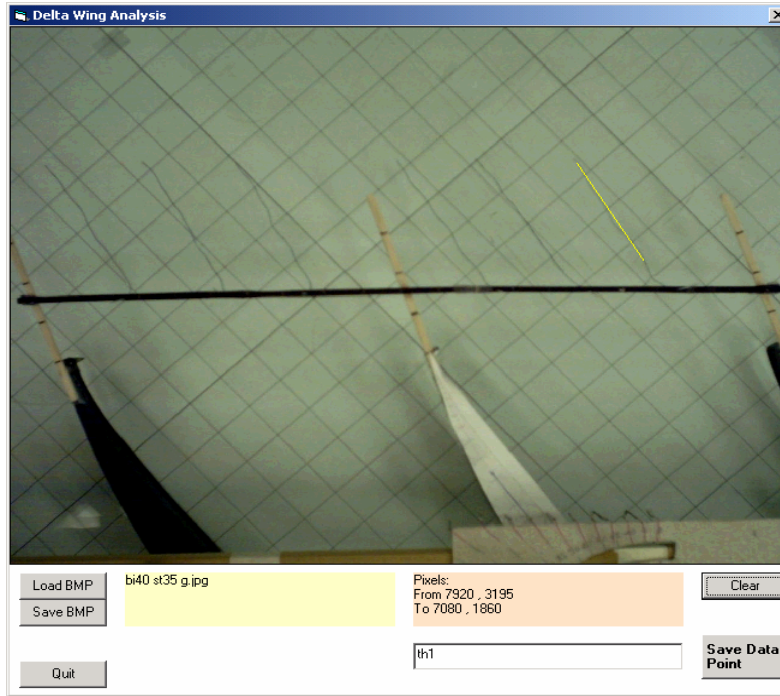 Delta Wing Analysis
Load BMP
Save BMP
Quit
bi40 st35 g.jpg
Pixels:
From 7920 , 3195
To 7080 , 1860
th1
Clear
Save Data
Point